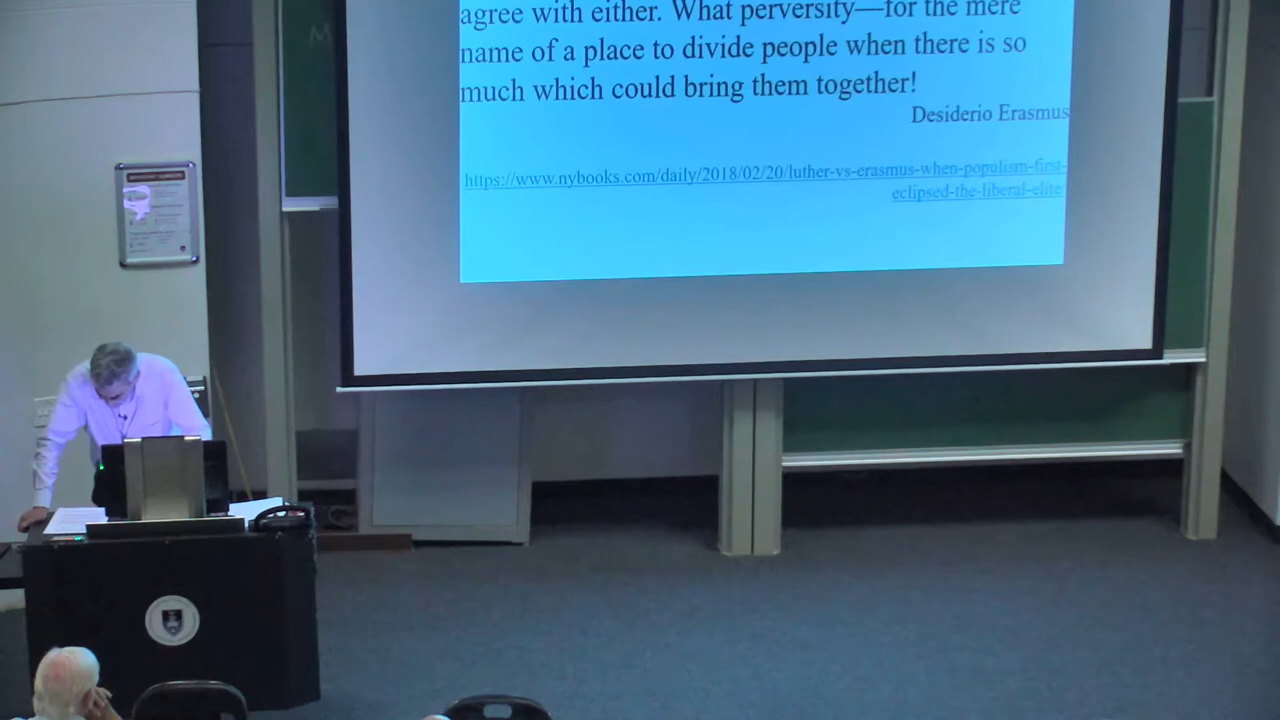 agree with either. What perversity—for the mere
name of a place to divide people when there is so
much which could bring them together!
Desiderio Erasmus
https://www.nybooks.com/daily/2018/02/20/luther-vs-erasmus-when-populism-first-
eclipsed-the-liberal-elite